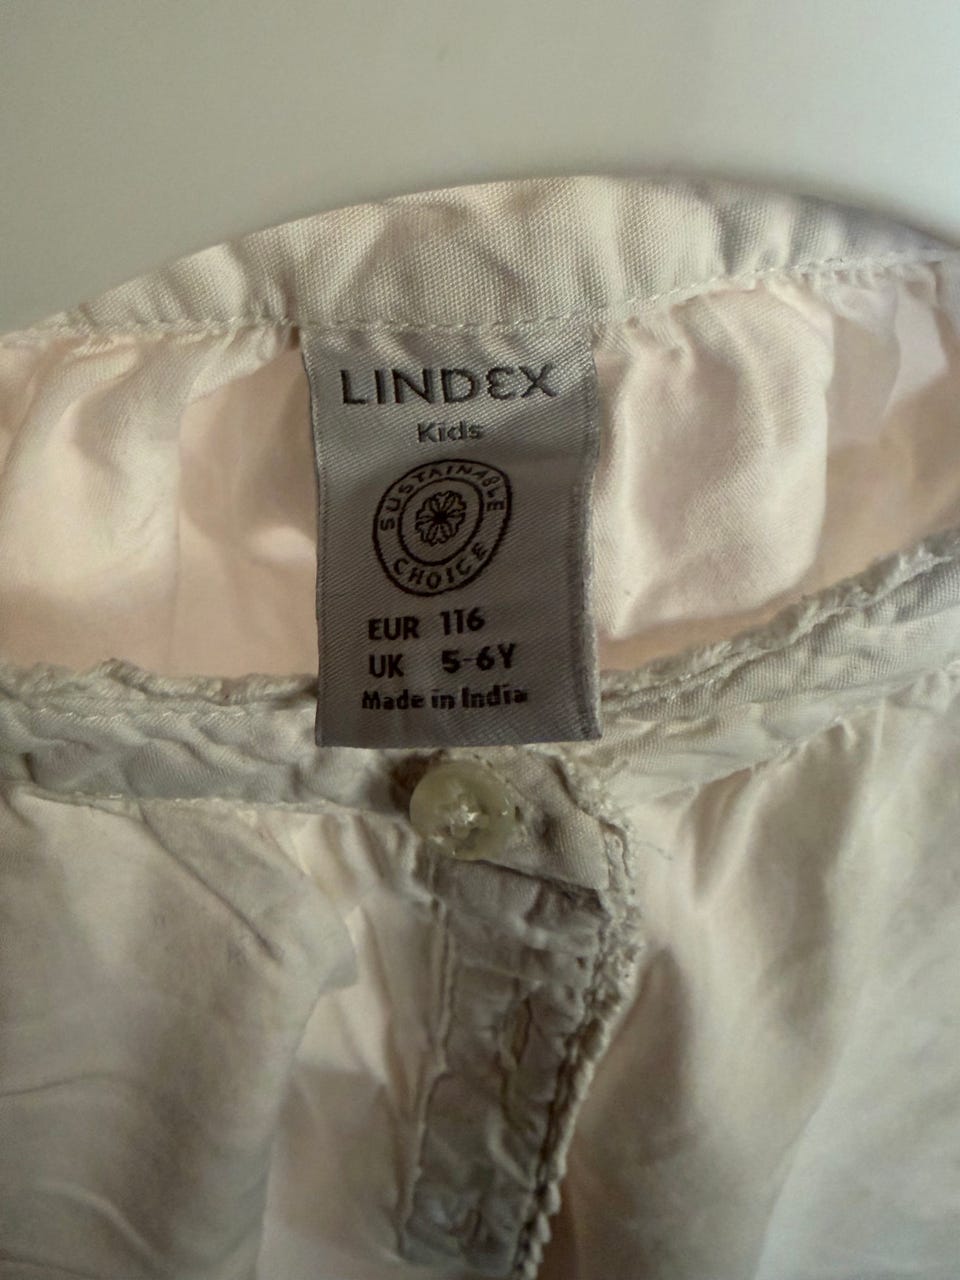 LINDEX
Kids
SUSTAINABLE
CHOICE
EUR 116
UK 5-6Y
Made in India